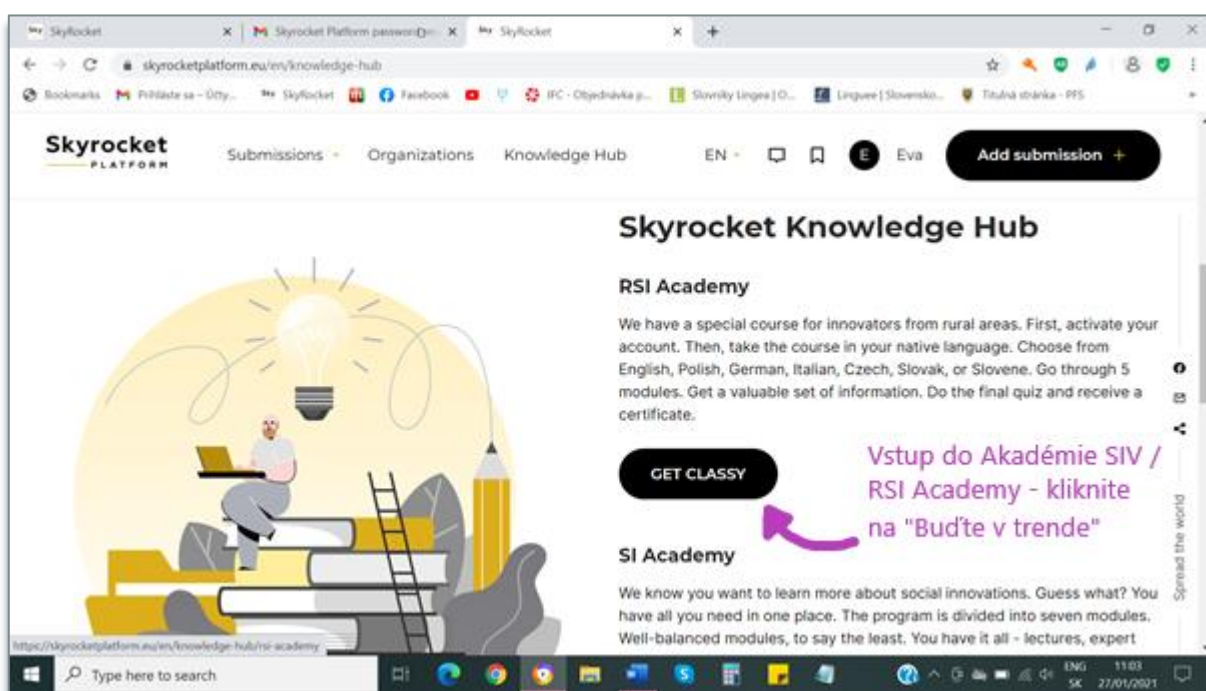 SkyRocket
Skyrocket Platform password
SkyRocket
skyrocketplatform.eu/en/knowledge-hub
Bookmarks
Prihláste sa – Účty...
SkyRocket
Facebook
IFC - Objednávka p...
Slovníky Lingea | O...
Linguee | Slovensko...
Titulná stránka - PFS
Skyrocket
PLATFORM
Submissions
Organizations
Knowledge Hub
EN
E
Eva
Add submission +
Skyrocket Knowledge Hub
RSI Academy
We have a special course for innovators from rural areas. First, activate your
account. Then, take the course in your native language. Choose from
English, Polish, German, Italian, Czech, Slovak, or Slovene. Go through 5
modules. Get a valuable set of information. Do the final quiz and receive a
certificate.
GET CLASSY
Vstup do Akadémie SIV /
RSI Academy - kliknite
na "Buďte v trende"
SI Academy
We know you want to learn more about social innovations. Guess what? You
have all you need in one place. The program is divided into seven modules.
Well-balanced modules, to say the least. You have it all - lectures, expert
Spread the world
https://skyrocketplatform.eu/en/knowledge-hub/rsi-academy
Type here to search
ENG
SK
11:03
27/01/2021